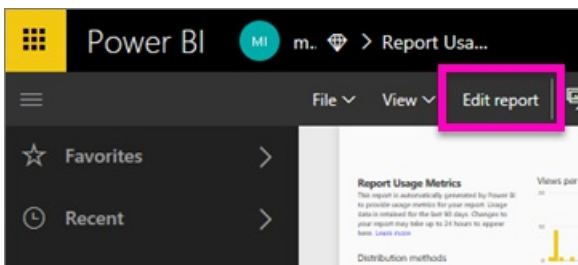 Power BI
MI
m..
Report Usa...
File
View
Edit report
Favorites
Recent
Report Usage Metrics
This report is automatically generated by Power BI
to provide usage metrics for your report. Usage
data is retained for the last 90 days. Changes to
your report may take up to 24 hours to appear
here. Learn more
Views per
Distribution methods